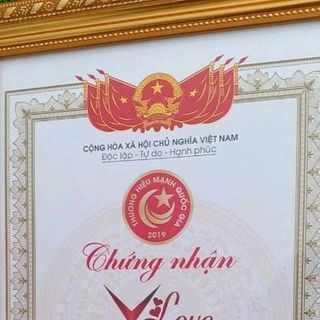 CỘNG HÒA XÃ HỘI CHỦ NGHĨA VIỆT NAM
Độc lập - Tự do - Hạnh phúc
THƯƠNG HIỆU MẠNH QUỐC GIA
2019
Chứng nhận
Love